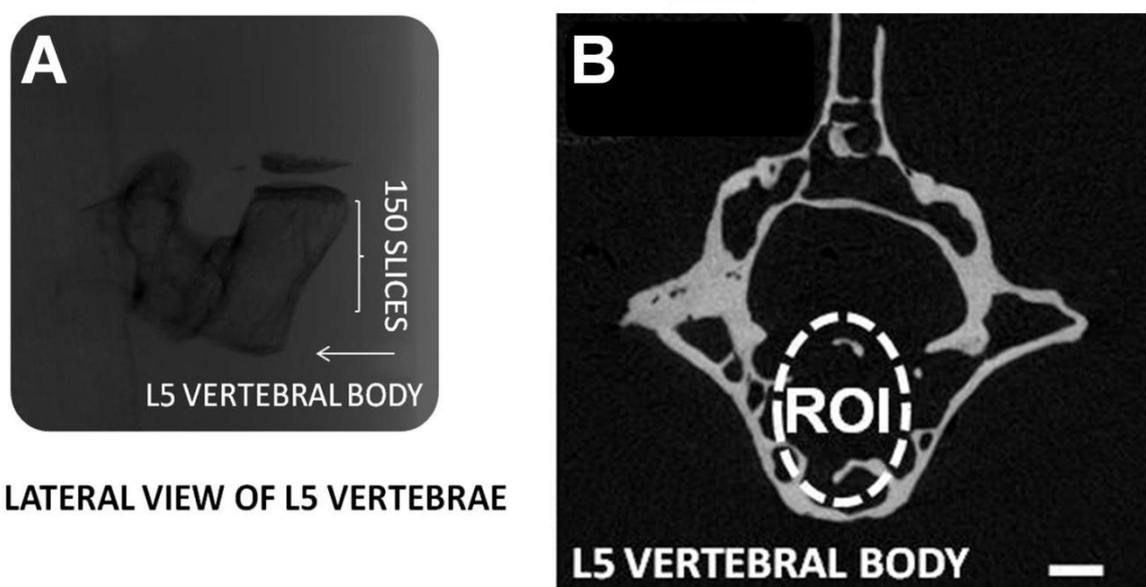 A
150 SLICES
L5 VERTEBRAL BODY
LATERAL VIEW OF L5 VERTEBRAE
B
ROI
L5 VERTEBRAL BODY